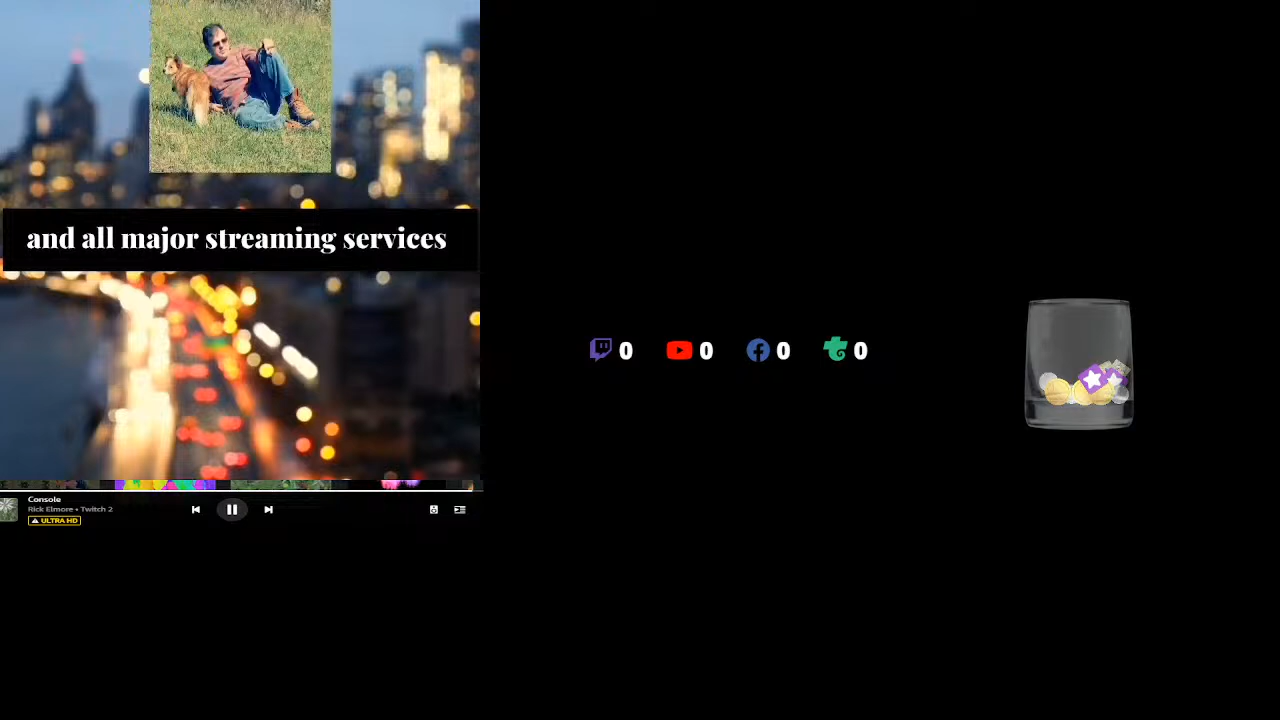 and all major streaming services
0 0 0 0
Console
Rick Elmore • Twitch 2
ULTRA HD